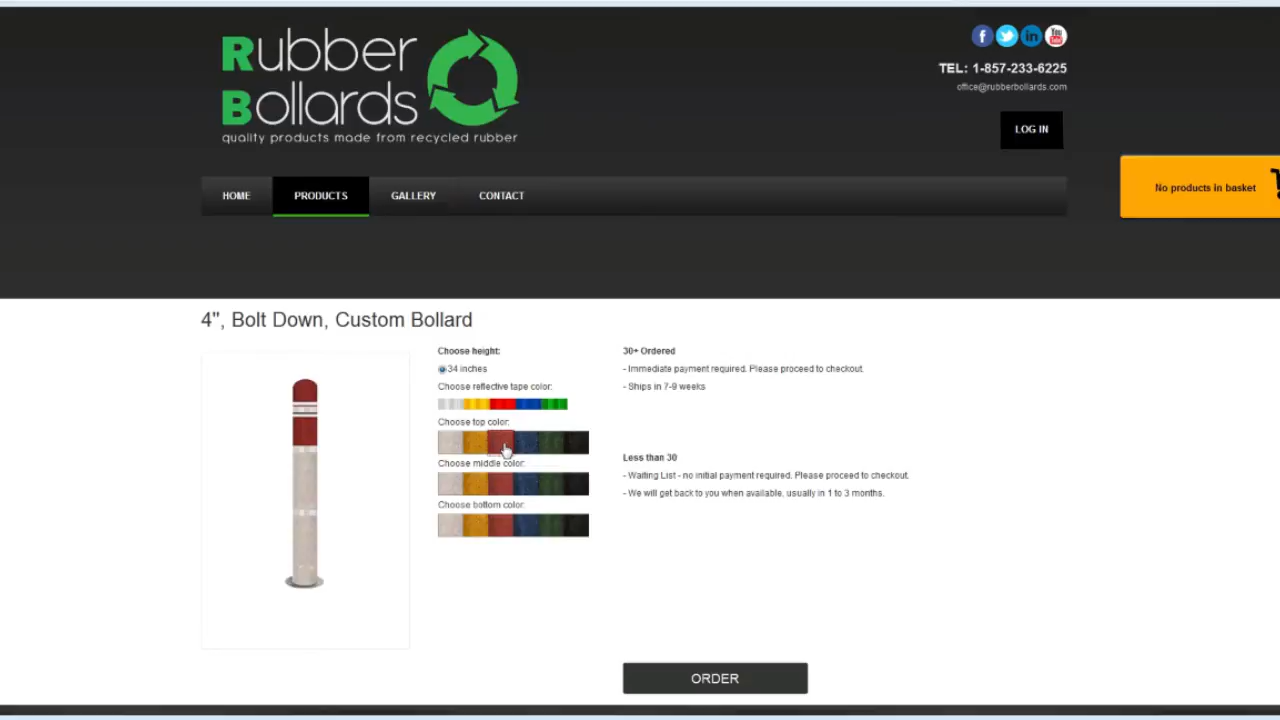 Rubber
Bollards
quality products made from recycled rubber
f
in
You
Tube
TEL: 1-857-233-6225
office@rubberbollards.com
LOG IN
HOME
PRODUCTS
GALLERY
CONTACT
No products in basket
4", Bolt Down, Custom Bollard
Choose height:
34 inches
Choose reflective tape color:
Choose top color:
Choose middle color:
Choose bottom color:
30+ Ordered
- Immediate payment required. Please proceed to checkout.
- Ships in 7-9 weeks
Less than 30
- Waiting List - no initial payment required. Please proceed to checkout.
- We will get back to you when available, usually in 1 to 3 months.
ORDER